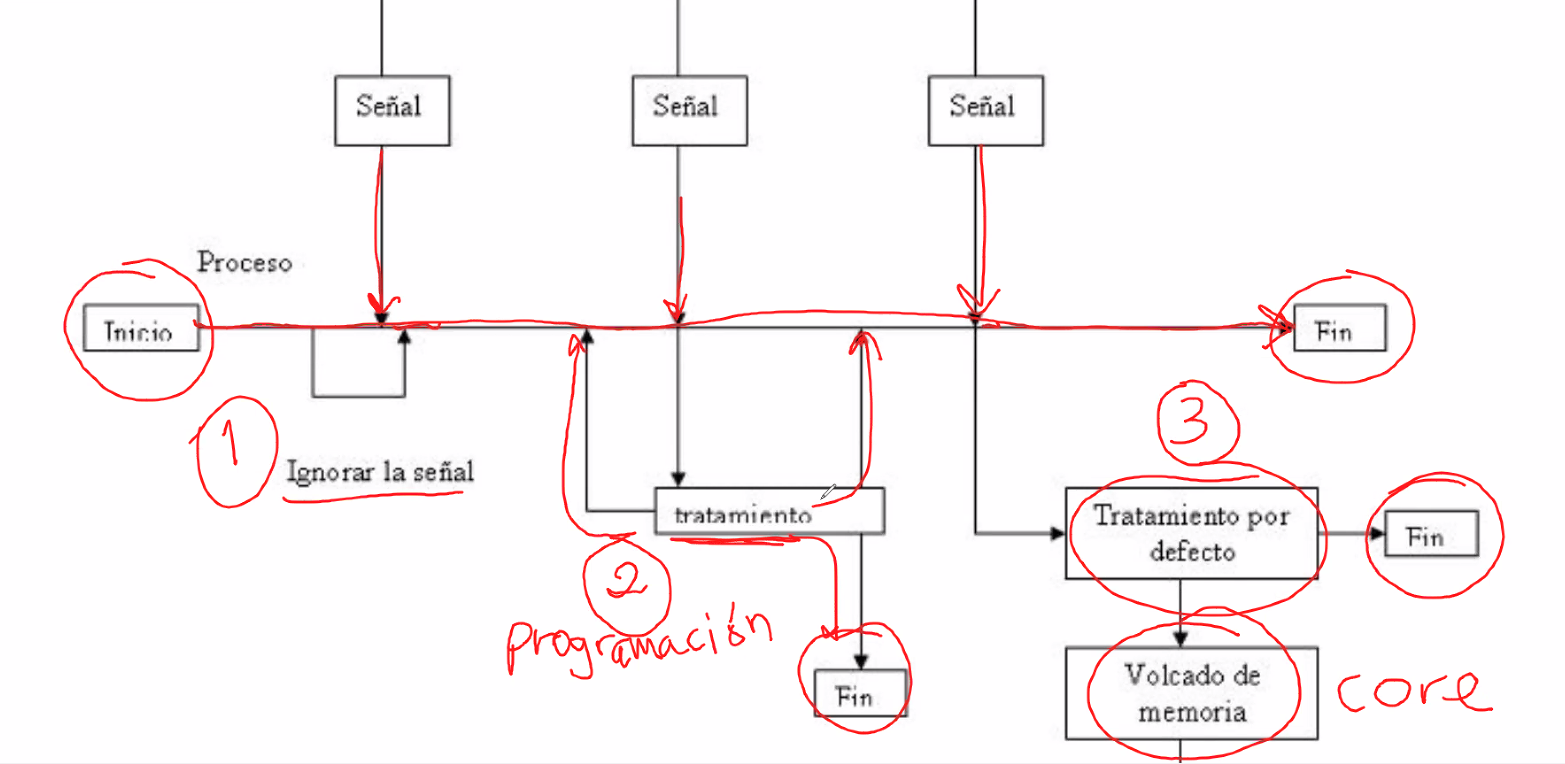 Señal
Señal
Señal
Proceso
Inicio
Fin
1
Ignorar la señal
3
tratamiento
Tratamiento por
defecto
Fin
2
programación
Fin
Volcado de
memoria
core